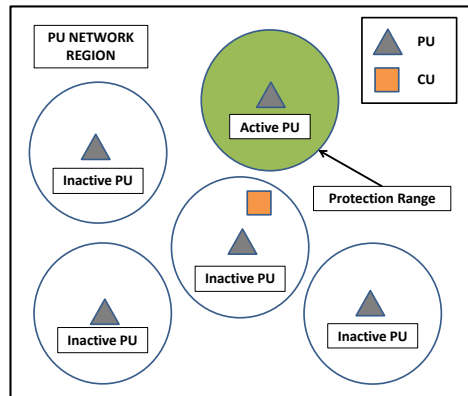 PU NETWORK
REGION
PU
CU
Active PU
Inactive PU
Protection Range
Inactive PU
Inactive PU
Inactive PU